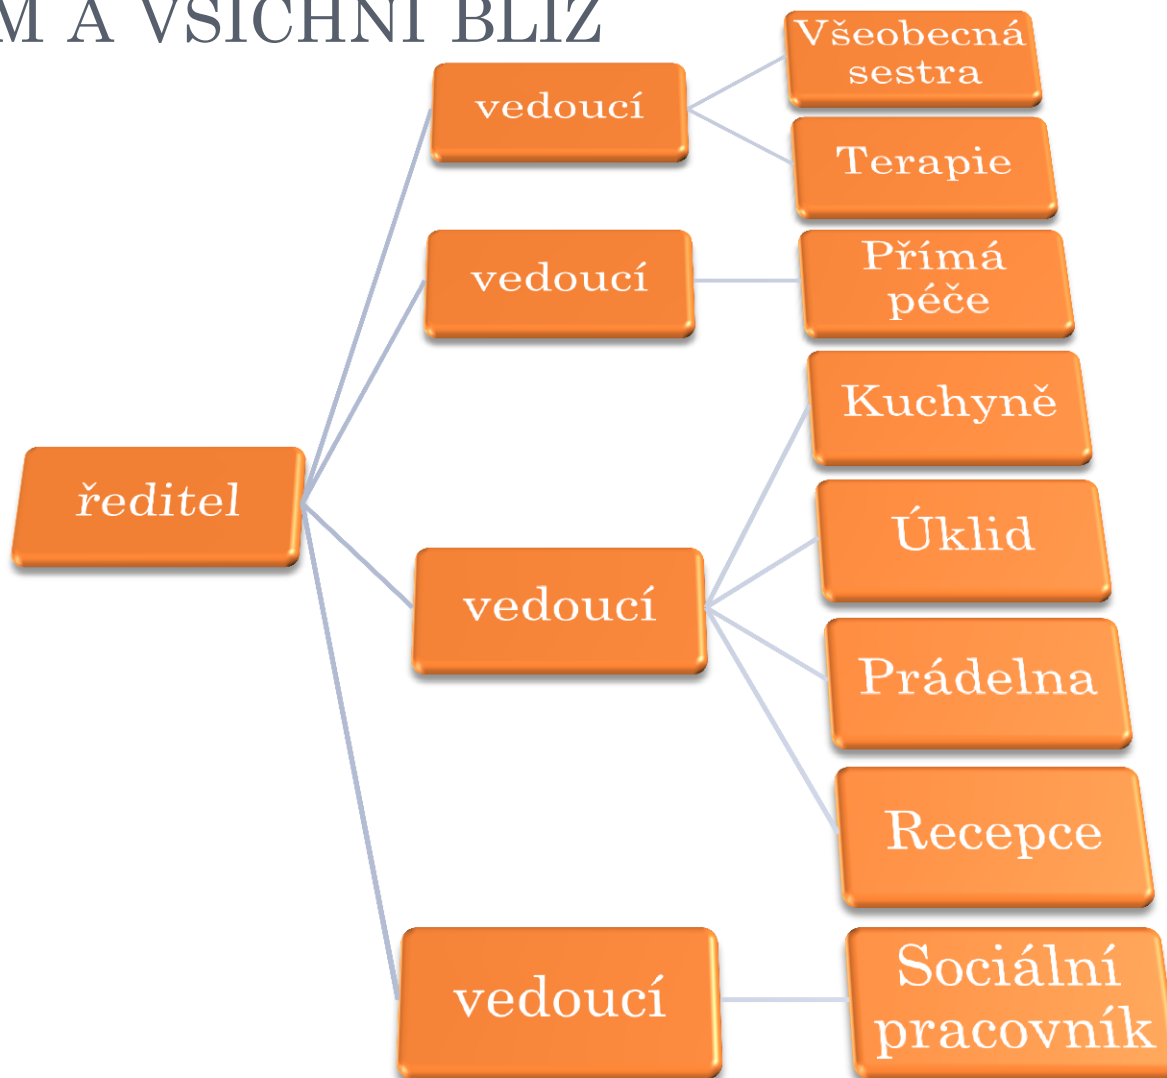 M A VŠICHNI BLÍZ
vedoucí
Všeobecná
sestra
Terapie
vedoucí
Přímá
péče
ředitel
vedoucí
Kuchyně
Úklid
Prádelna
Recepce
vedoucí
Sociální
pracovník